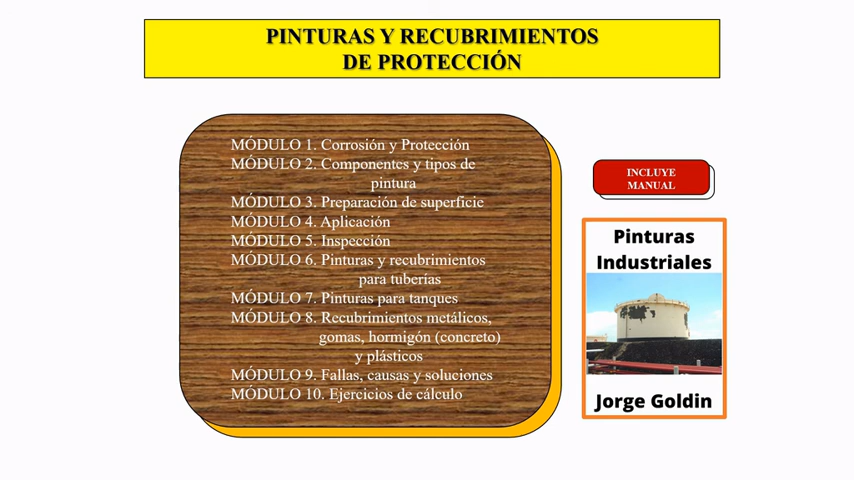 PINTURAS Y RECUBRIMIENTOS
DE PROTECCIÓN
MÓDULO 1. Corrosión y Protección
MÓDULO 2. Componentes y tipos de
pintura
MÓDULO 3. Preparación de superficie
MÓDULO 4. Aplicación
MÓDULO 5. Inspección
MÓDULO 6. Pinturas y recubrimientos
para tuberías
MÓDULO 7. Pinturas para tanques
MÓDULO 8. Recubrimientos metálicos,
gomas, hormigón (concreto)
y plásticos
MÓDULO 9. Fallas, causas y soluciones
MÓDULO 10. Ejercicios de cálculo
INCLUYE
MANUAL
Pinturas
Industriales
Jorge Goldin